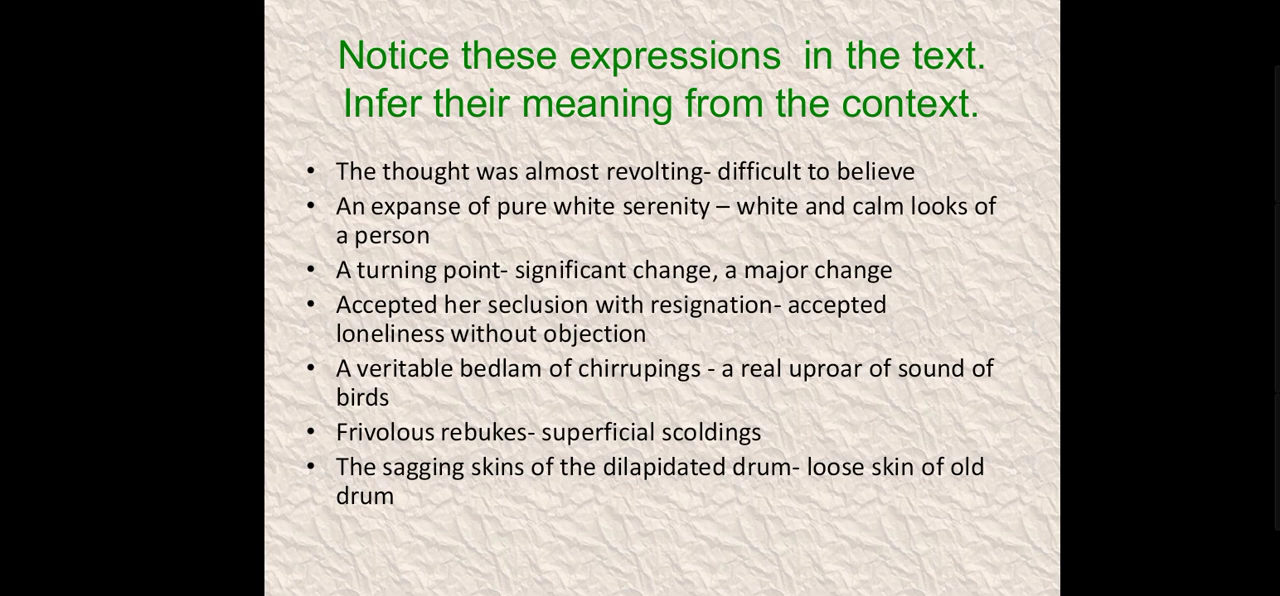 Notice these expressions  in the text.
Infer their meaning from the context.
• The thought was almost revolting- difficult to believe
• An expanse of pure white serenity – white and calm looks of
a person
• A turning point- significant change, a major change
• Accepted her seclusion with resignation- accepted
loneliness without objection
• A veritable bedlam of chirrupings - a real uproar of sound of
birds
• Frivolous rebukes- superficial scoldings
• The sagging skins of the dilapidated drum- loose skin of old
drum